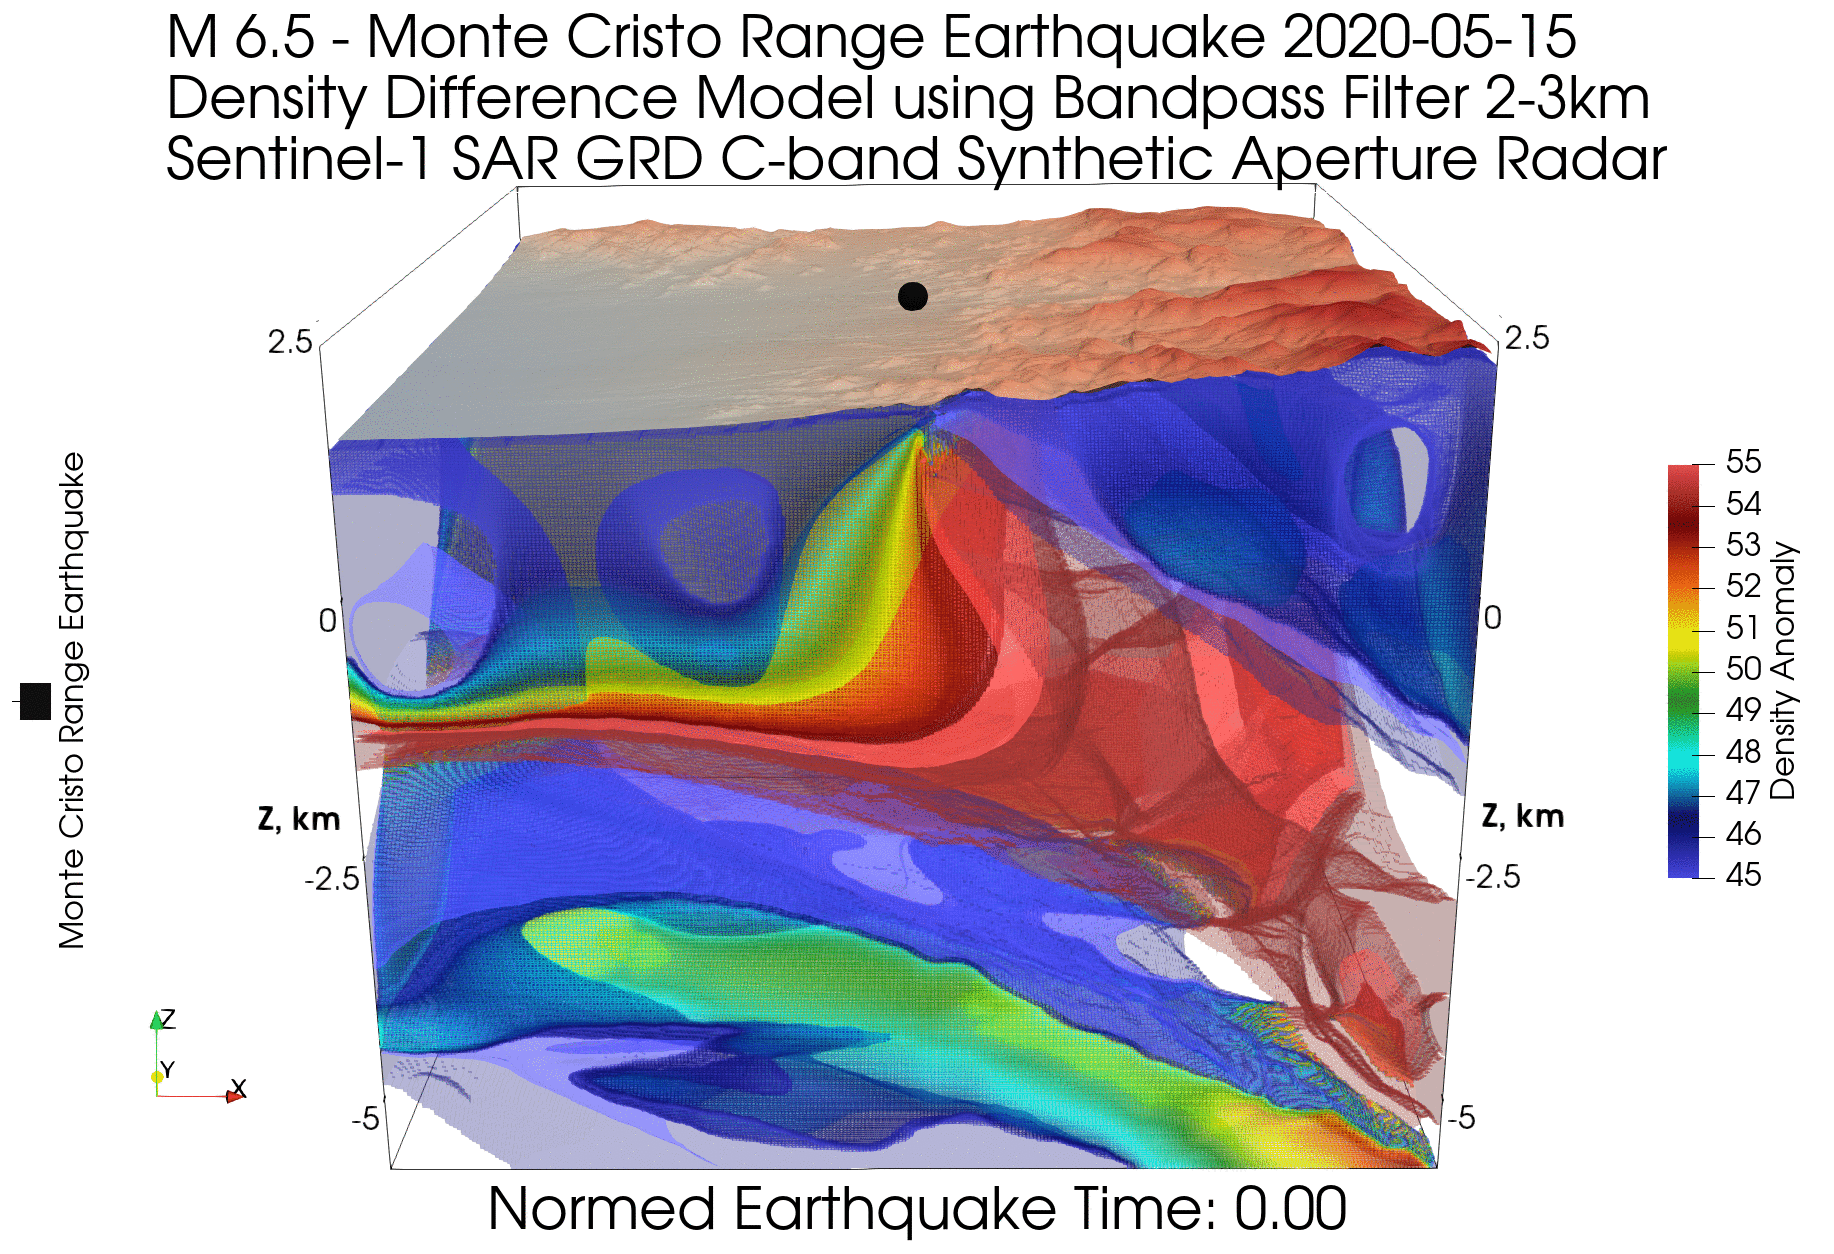 M 6.5 - Monte Cristo Range Earthquake 2020-05-15
Density Difference Model using Bandpass Filter 2-3km
Sentinel-1 SAR GRD C-band Synthetic Aperture Radar
2.5
2.5
0
0
Z, km
Z, km
-2.5
-2.5
-5
-5
Monte Cristo Range Earthquake
55
54
53
52
51
50
49
48
47
46
45
Density Anomaly
Z
Y
X
Normed Earthquake Time: 0.00